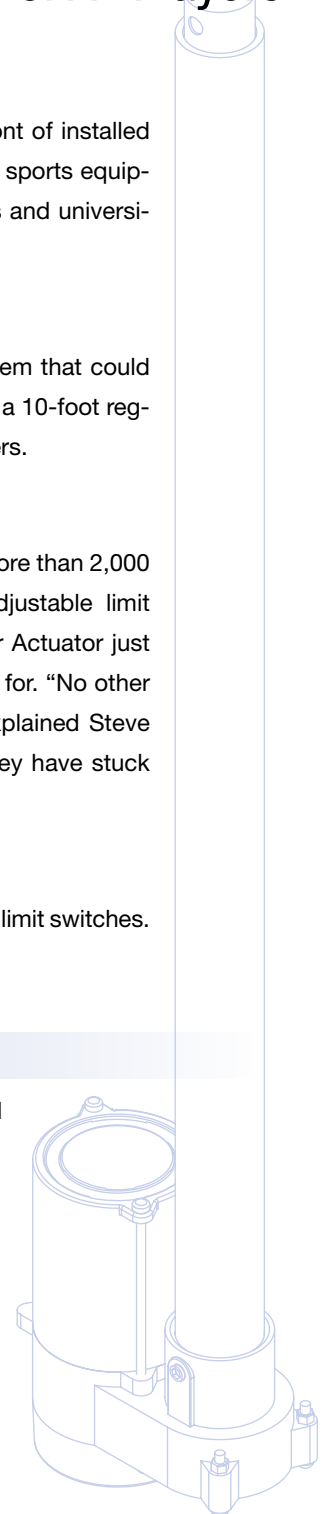 ont of installed
sports equip-
and universi-
em that could
a 10-foot reg-
rs.
ore than 2,000
djustable limit
r Actuator just
for. “No other
plained Steve
ey have stuck
limit switches.